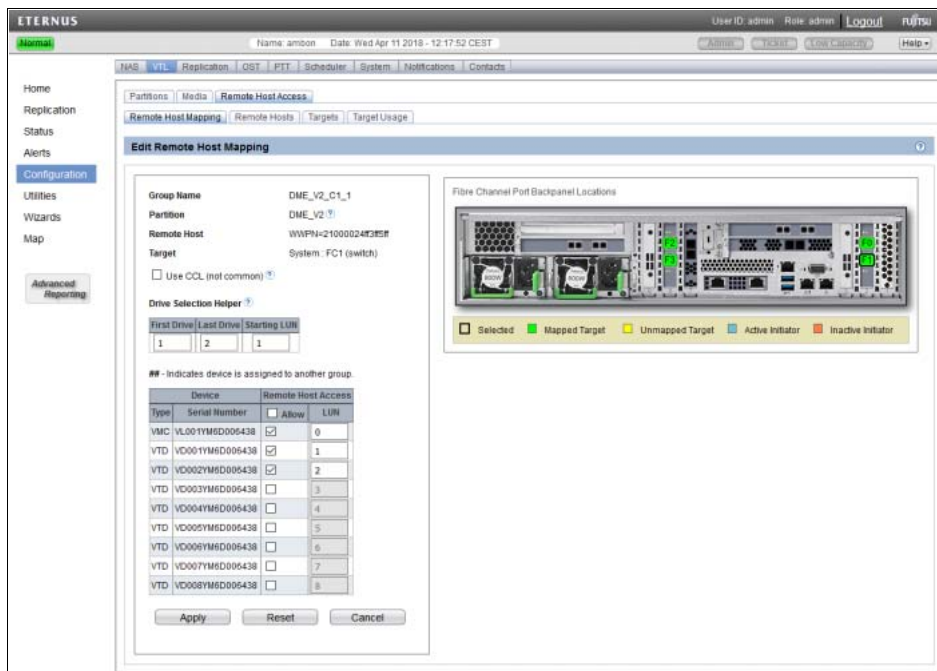 ETERNUS
User ID: admin Role: admin Logout FUJITSU
Normal Name: ambon Date: Wed Apr 11 2018 - 12:17:52 CEST Admin Ticket Low Capacity Help
NAS VTL Replication OST PTT Scheduler System Notifications Contacts
Home
Replication
Status
Alerts
Configuration
Utilities
Wizards
Map
Advanced
Reporting
Partitions Media Remote Host Access
Remote Host Mapping Remote Hosts Targets Target Usage
Edit Remote Host Mapping ?
Group Name DME_V2_C1_1
Partition DME_V2 ?
Remote Host WWPN=21000024ff3ff5ff
Target System : FC1 (switch)
Use CCL (not common) ?
Drive Selection Helper ?
First Drive Last Drive Starting LUN
1 2 1
## - Indicates device is assigned to another group.
Device Remote Host Access
Type Serial Number Allow LUN
VMC VL001YM6D006438 0
VTD VD001YM6D006438 1
VTD VD002YM6D006438 2
VTD VD003YM6D006438 3
VTD VD004YM6D006438 4
VTD VD005YM6D006438 5
VTD VD006YM6D006438 6
VTD VD007YM6D006438 7
VTD VD008YM6D006438 8
Apply Reset Cancel
Fibre Channel Port Backpanel Locations
F2 F0
F3 F1
800W 800W
Selected Mapped Target Unmapped Target Active Initiator Inactive Initiator